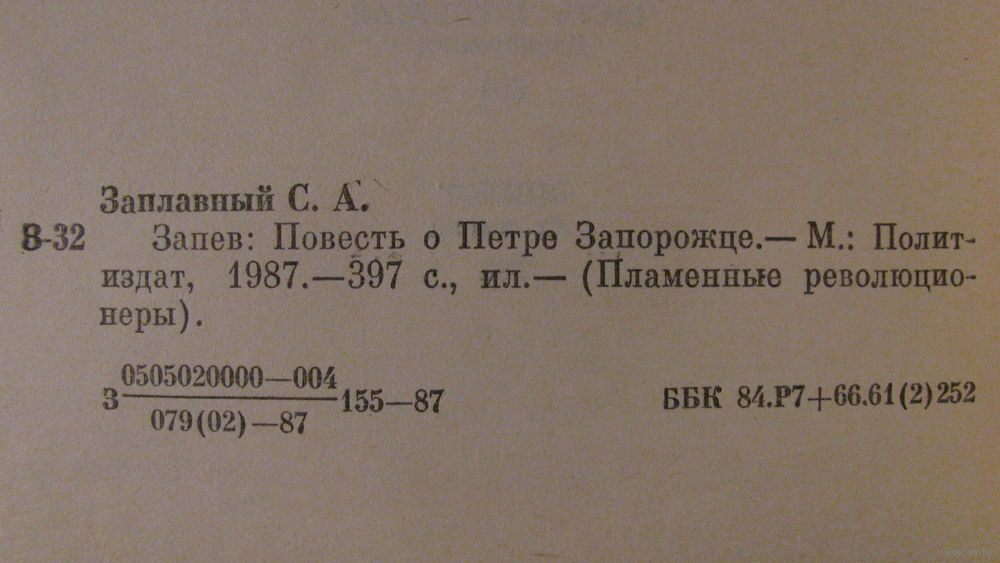 Заплавный С. А.
З-32 Запев: Повесть о Петре Запорожце.— М.: Полит-
издат, 1987.—397 с., ил.— (Пламенные революцио-
неры).
З 0505020000—004 155—87 ББК 84.Р7+66.61(2)252
079(02)—87